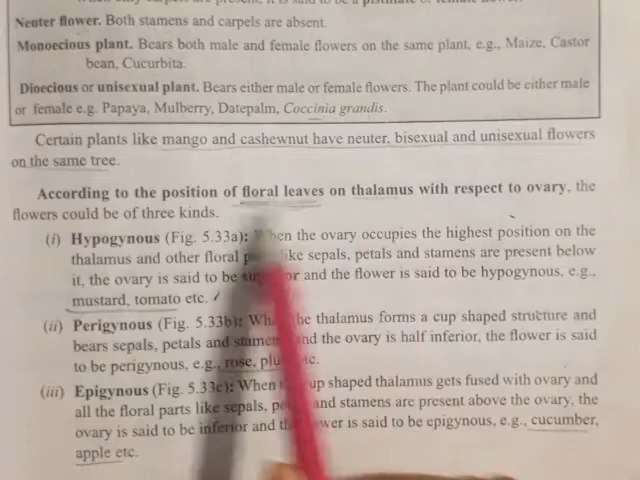 Neuter flower. Both stamens and carpels are absent.
Monoecious plant. Bears both male and female flowers on the same plant, e.g., Maize, Castor
bean, Cucurbita.
Dioecious or unisexual plant. Bears either male or female flowers. The plant could be either male
or female e.g. Papaya, Mulberry, Datepalm, Coccinia grandis.
Certain plants like mango and cashewnut have neuter, bisexual and unisexual flowers
on the same tree.
According to the position of floral leaves on thalamus with respect to ovary, the
flowers could be of three kinds.
(i) Hypogynous (Fig. 5.33a): When the ovary occupies the highest position on the
thalamus and other floral like sepals, petals and stamens are present below
it, the ovary is said to be and the flower is said to be hypogynous, e.g.,
mustard, tomato etc.
(ii) Perigynous (Fig. 5.33b): the thalamus forms a cup shaped structure and
bears sepals, petals and and the ovary is half inferior, the flower is said
to be perigynous, e.g., rose,
(iii) Epigynous (Fig. 5.33c): When cup shaped thalamus gets fused with ovary and
all the floral parts like sepals, and stamens are present above the ovary, the
ovary is said to be inferior and is said to be epigynous, e.g., cucumber,
apple etc.